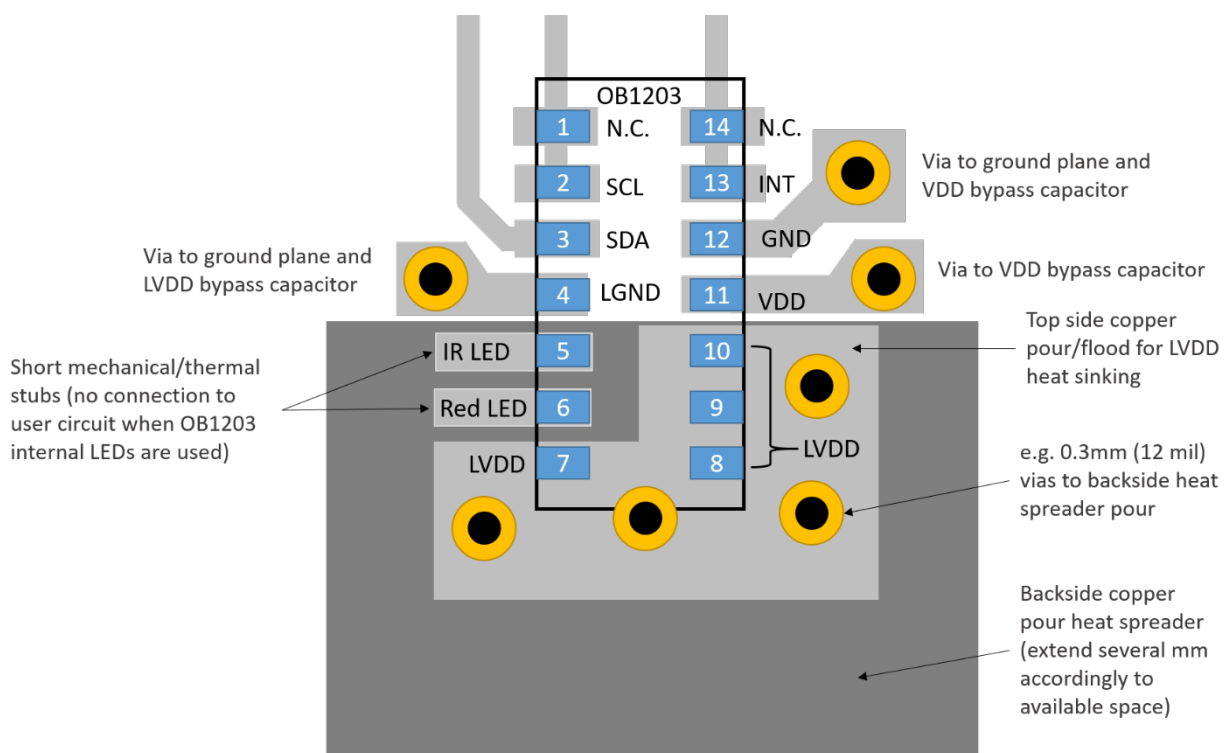 OB1203
1
N.C.
14
N.C.
2
SCL
13
INT
3
SDA
12
GND
4
LGND
11
VDD
IR LED
5
10
Red LED
6
9
LVDD
7
8
LVDD
Via to ground plane and
VDD bypass capacitor
Via to ground plane and
LVDD bypass capacitor
Via to VDD bypass capacitor
Short mechanical/thermal
stubs (no connection to
user circuit when OB1203
internal LEDs are used)
Top side copper
pour/flood for LVDD
heat sinking
e.g. 0.3mm (12 mil)
vias to backside heat
spreader pour
Backside copper
pour heat spreader
(extend several mm
accordingly to
available space)